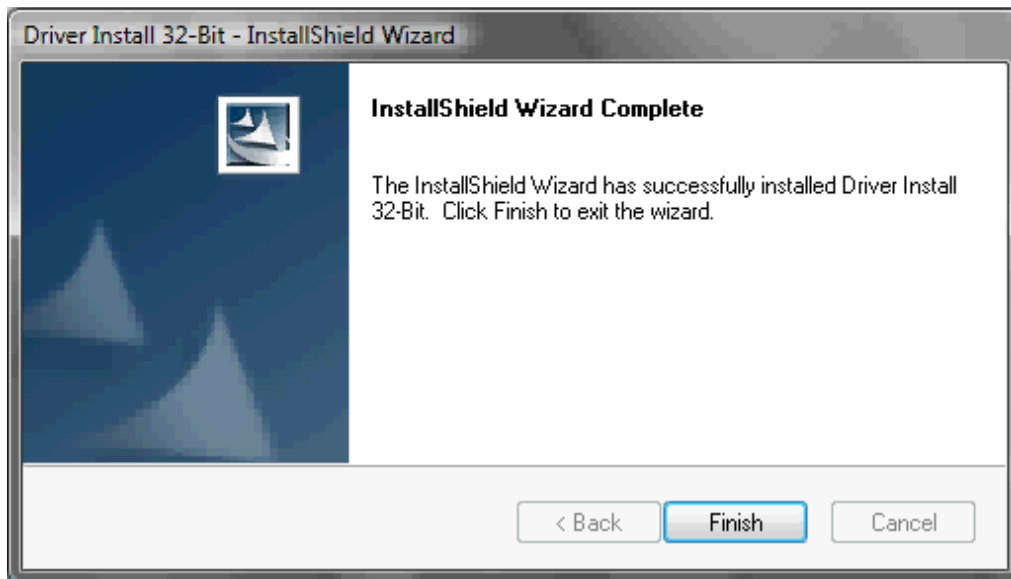 Driver Install 32-Bit - InstallShield Wizard
InstallShield Wizard Complete
The InstallShield Wizard has successfully installed Driver Install
32-Bit.  Click Finish to exit the wizard.
< Back
Finish
Cancel